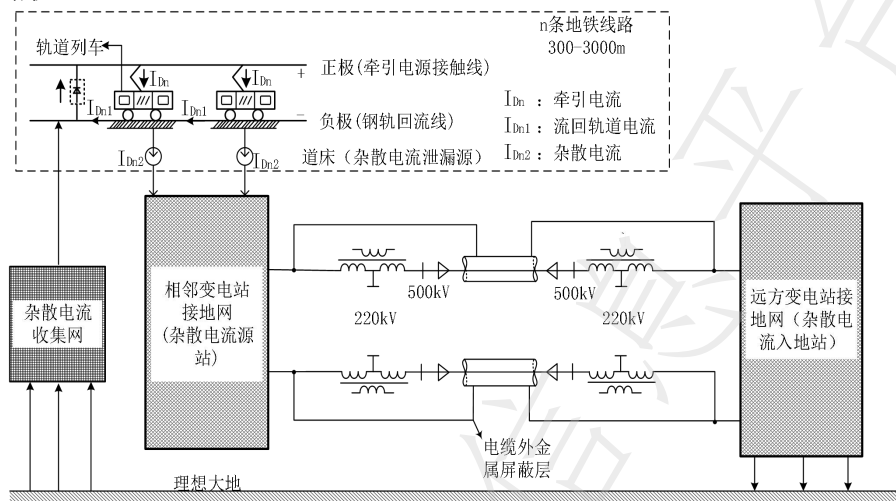 n条地铁线路
300-3000m
轨道列车
IDn
IDn
+
正极(牵引电源接触线)
IDn1
IDn1
-
负极(钢轨回流线)
IDn : 牵引电流
IDn1: 流回轨道电流
IDn2: 杂散电流
IDn2
IDn2
道床（杂散电流泄漏源）
杂散电流
收集网
相邻变电站
接地网
(杂散电流源
站)
500kV
500kV
220kV
220kV
远方变电站接
地网（杂散电
流入地站）
电缆外金
属屏蔽层
理想大地